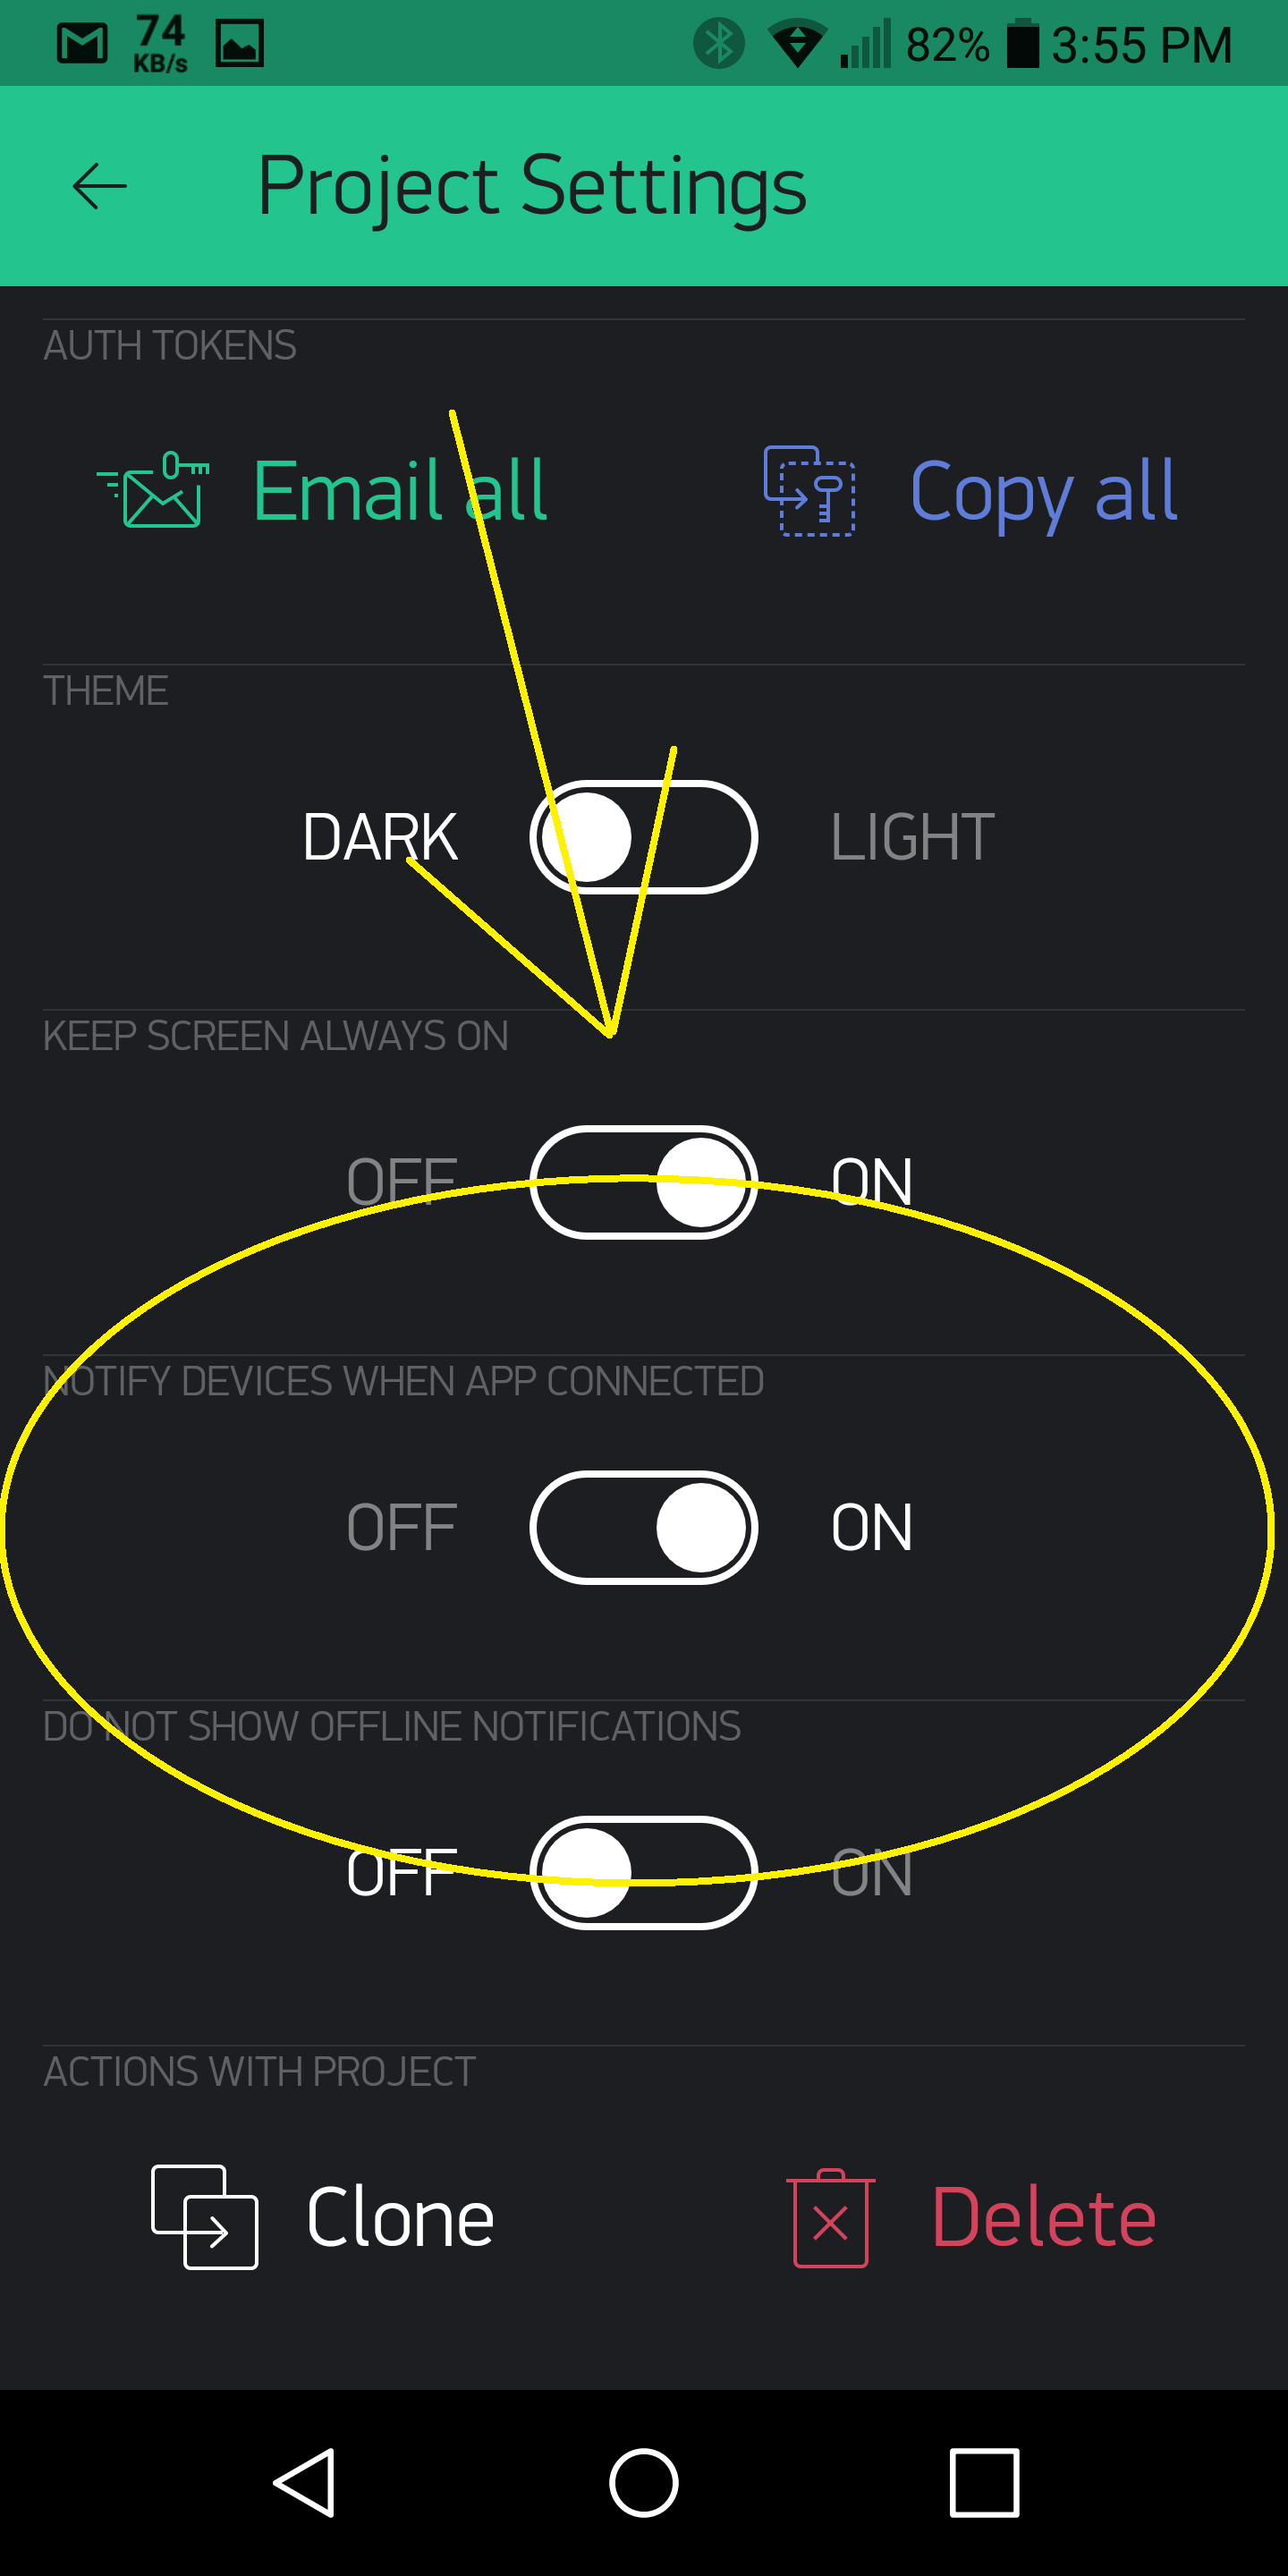 74
KB/s
82% 3:55 PM
Project Settings
AUTH TOKENS
Email all Copy all
THEME
DARK LIGHT
KEEP SCREEN ALWAYS ON
OFF ON
NOTIFY DEVICES WHEN APP CONNECTED
OFF ON
DO NOT SHOW OFFLINE NOTIFICATIONS
OFF ON
ACTIONS WITH PROJECT
Clone Delete